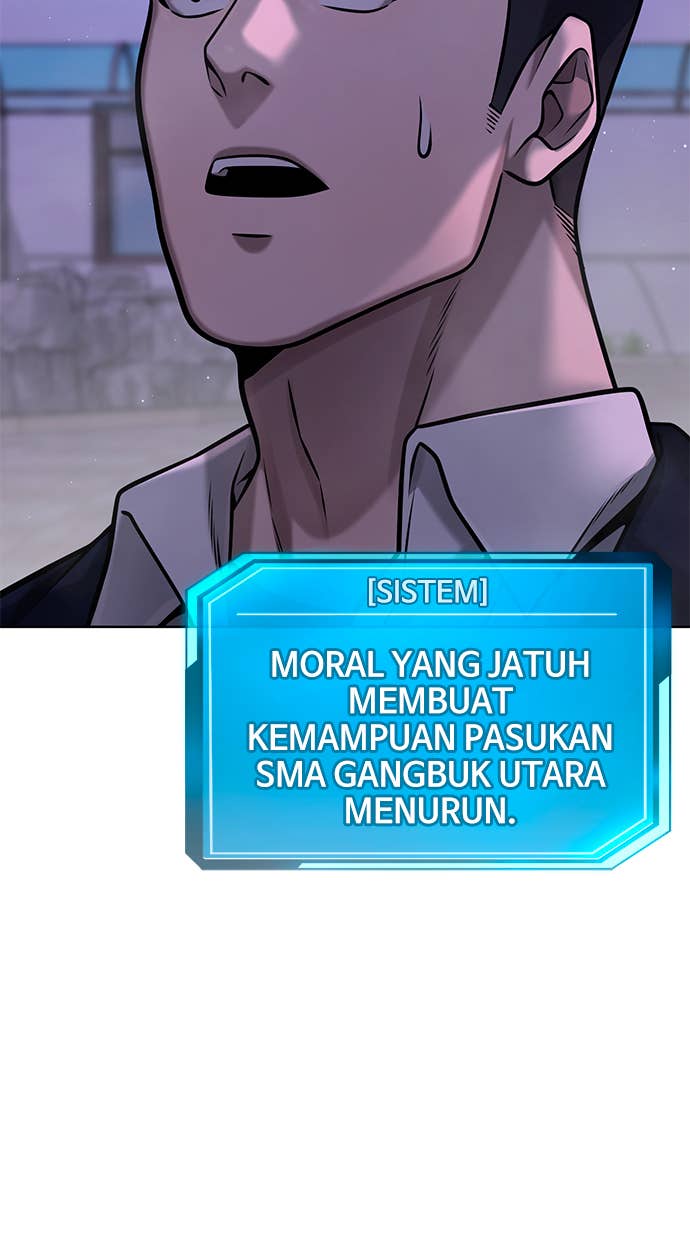 [SISTEM]
MORAL YANG JATUH
MEMBUAT
KEMAMPUAN PASUKAN
SMA GANGBUK UTARA
MENURUN.